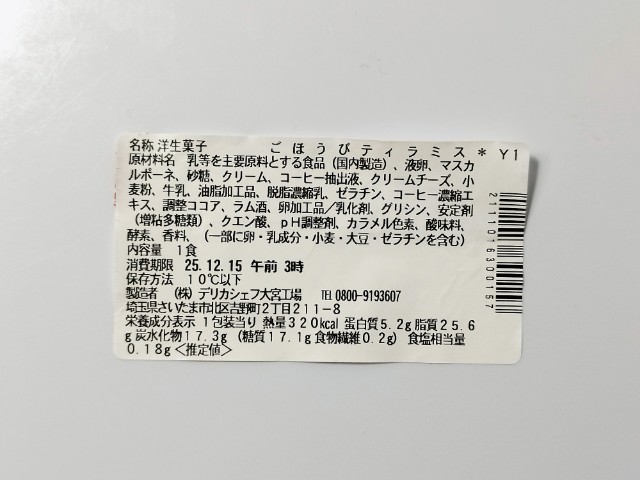 名称 洋生菓子 ごほうびティラミス* Y1
原材料名 乳等を主要原料とする食品（国内製造）、液卵、マスカ
ルポーネ、砂糖、クリーム、コーヒー抽出液、クリームチーズ、小
麦粉、牛乳、油脂加工品、脱脂濃縮乳、ゼラチン、コーヒー濃縮エ
キス、調整ココア、ラム酒、卵加工品／乳化剤、グリシン、安定剤
（増粘多糖類）、クエン酸、pH調整剤、カラメル色素、酸味料、
酵素、香料、（一部に卵・乳成分・小麦・大豆・ゼラチンを含む）
内容量 1食
消費期限 25.12.15 午前 3時
保存方法 10℃以下
製造者 （株）デリカシェフ大宮工場 TEL 0800-9193607
埼玉県さいたま市北区吉野町2丁目211-8
栄養成分表示 1包装当り 熱量320kcal 蛋白質5.2g 脂質25.6
g 炭水化物17.3g （糖質17.1g 食物繊維0.2g） 食塩相当量
0.18g <推定値>
2111016300157